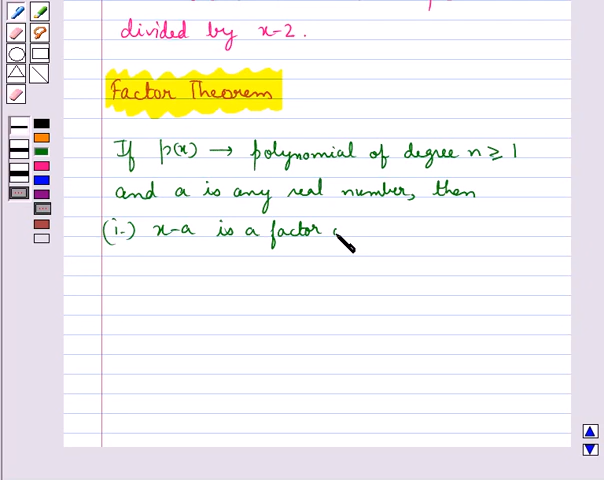 divided by x-2.
Factor Theorem
If p(x) → polynomial of degree n ≥ 1
and a is any real number, then
(i.) x-a is a factor